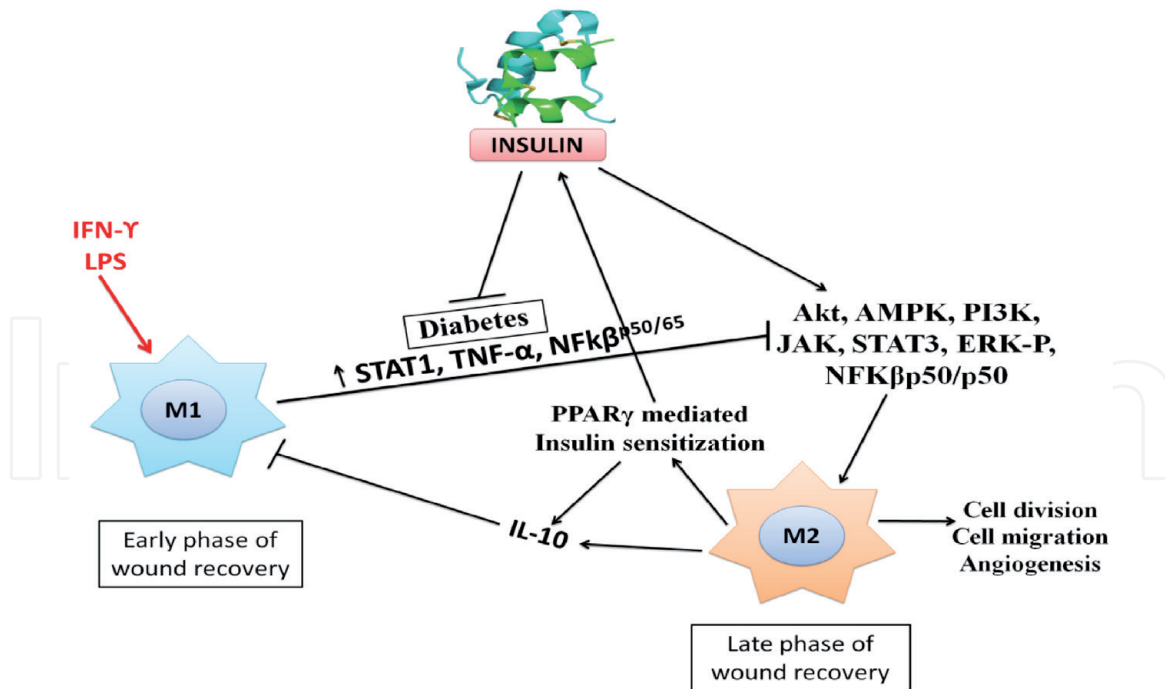 INSULIN
IFN-ϒ
LPS
Diabetes
↑ STAT1, TNF-α, NFkβp50/65
Akt, AMPK, PI3K,
JAK, STAT3, ERK-P,
NFKβp50/p50
M1
PPARγ mediated
Insulin sensitization
IL-10
M2
Cell division
Cell migration
Angiogenesis
Early phase of
wound recovery
Late phase of
wound recovery